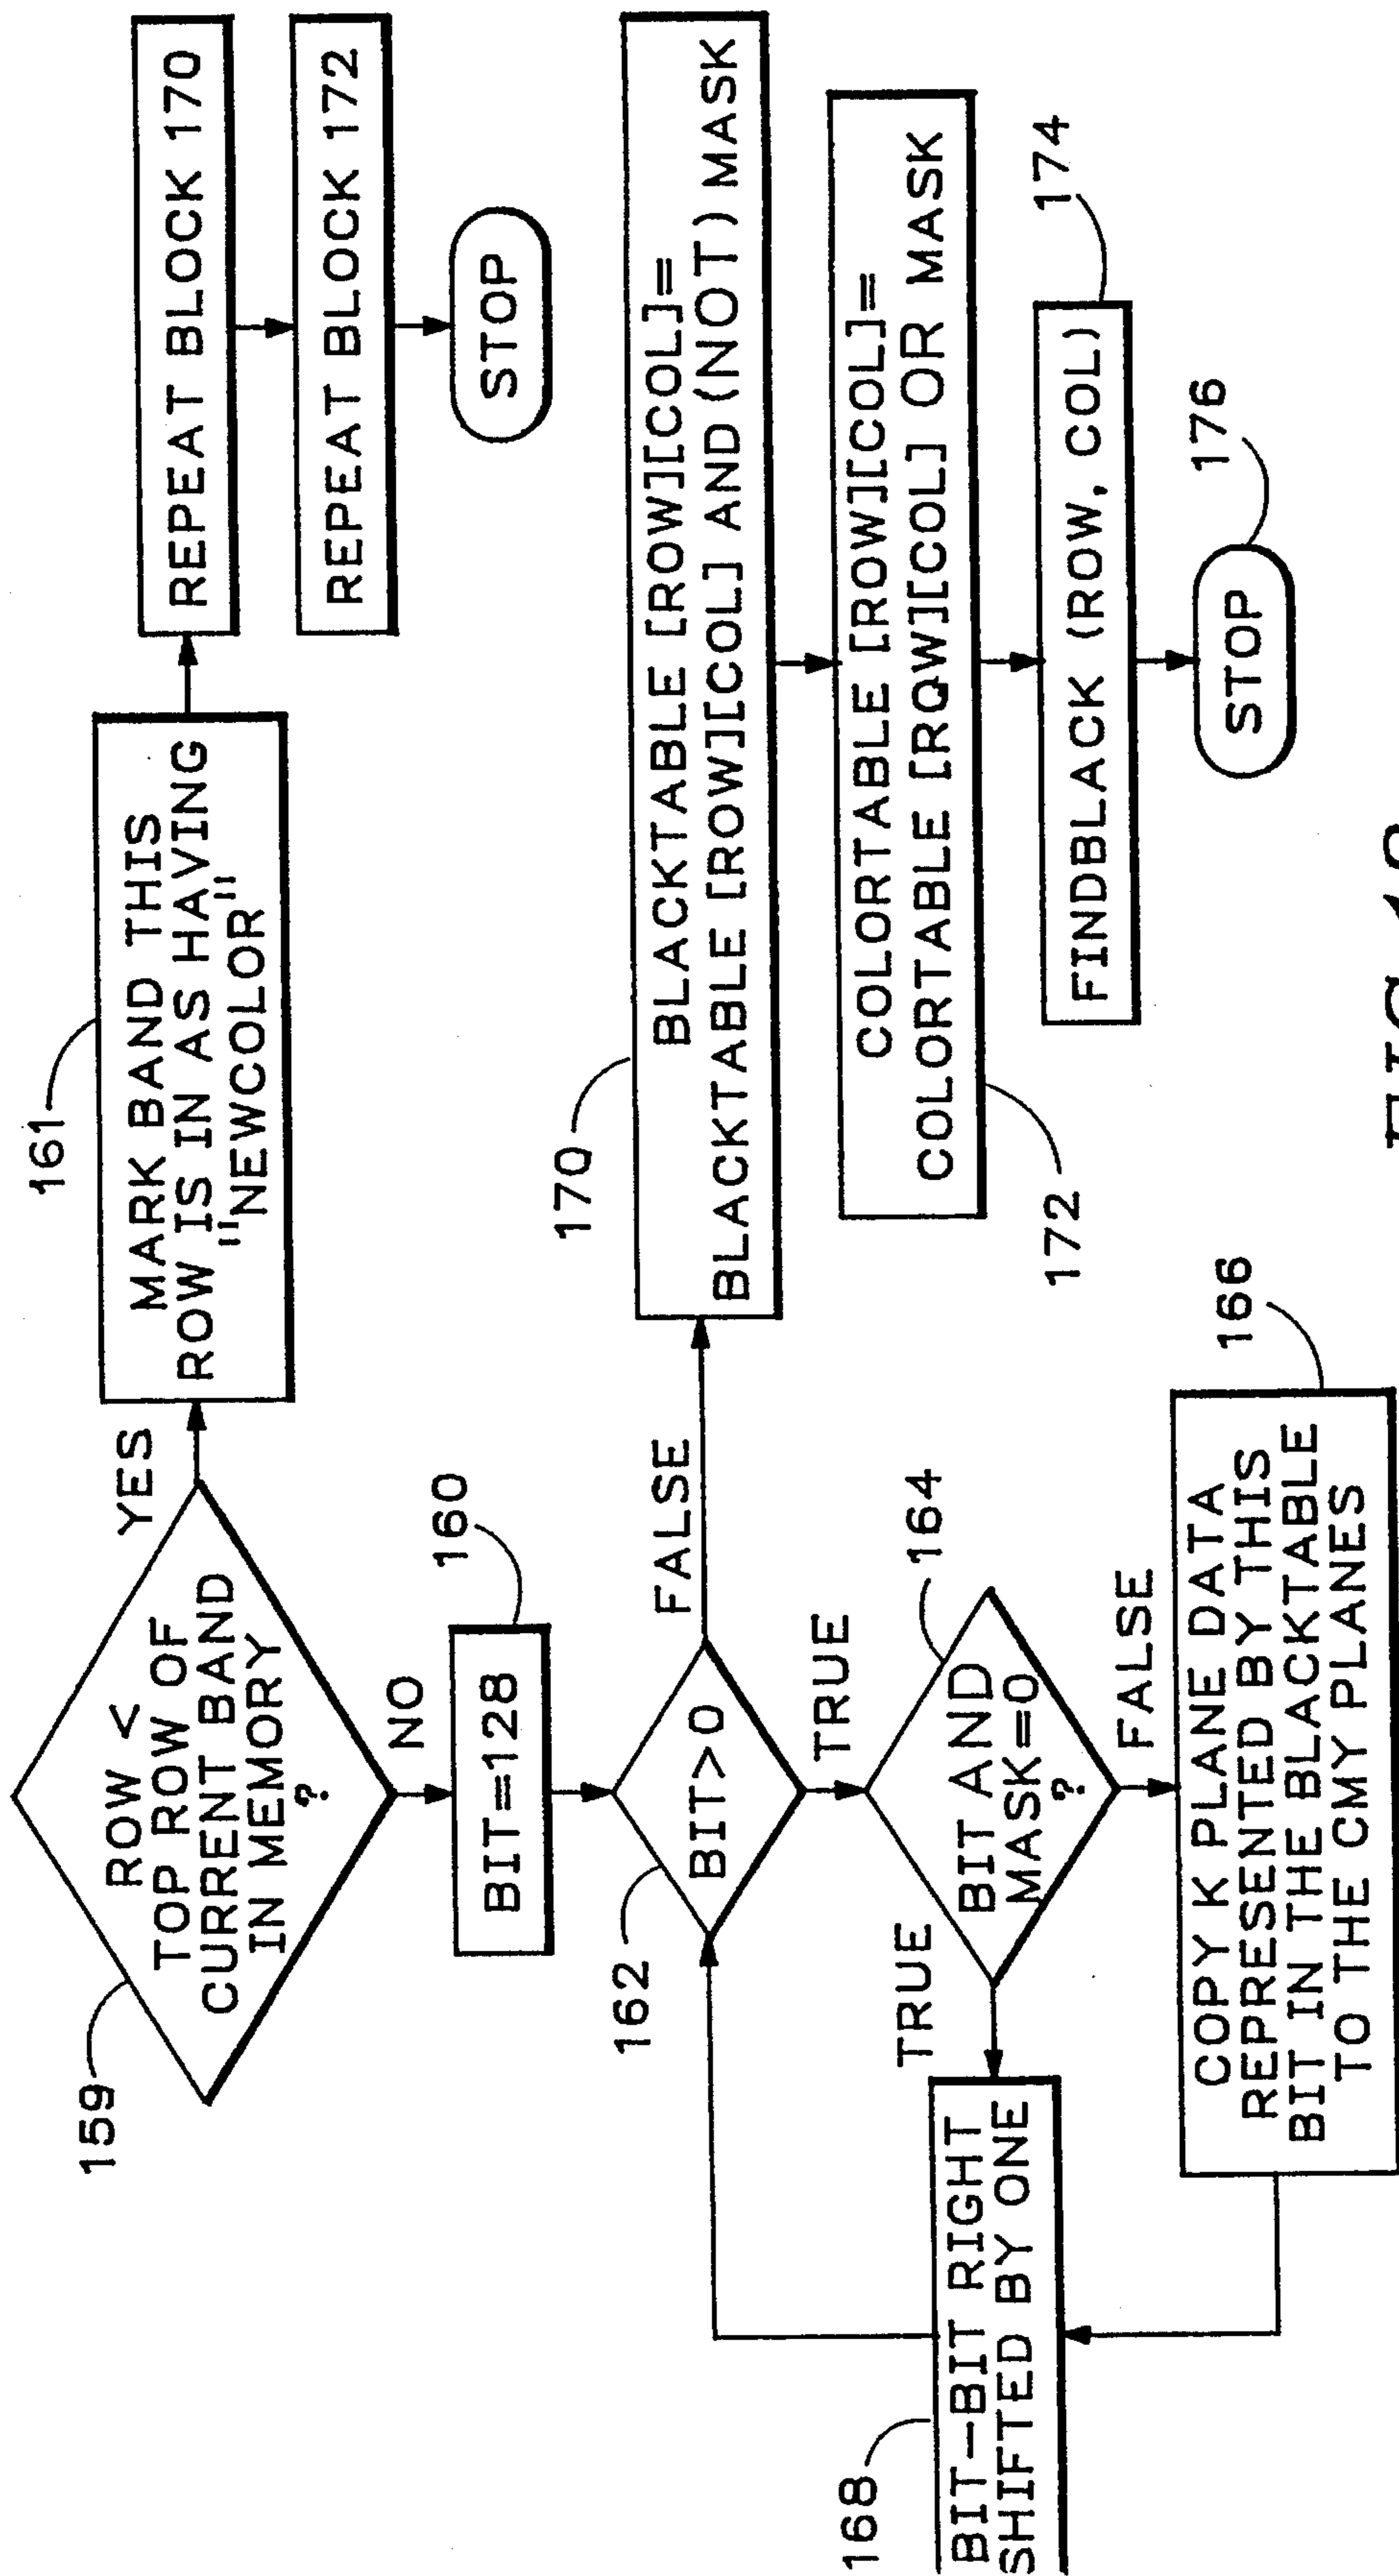 159
ROW <
TOP ROW OF
CURRENT BAND
IN MEMORY
?
YES
NO
161
MARK BAND THIS
ROW IS IN AS HAVING
"NEWCOLOR"
REPEAT BLOCK 170
REPEAT BLOCK 172
STOP
160
BIT=128
162
BIT>0
FALSE
TRUE
164
BIT AND
MASK=0
?
TRUE
FALSE
166
COPY K PLANE DATA
REPRESENTED BY THIS
BIT IN THE BLACKTABLE
TO THE CMY PLANES
168
BIT-BIT RIGHT
SHIFTED BY ONE
170
BLACKTABLE [ROW][COL]=
BLACKTABLE [ROW][COL] AND (NOT) MASK
172
COLORTABLE [ROW][COL]=
COLORTABLE [ROW][COL] OR MASK
174
FINDBLACK (ROW, COL)
176
STOP